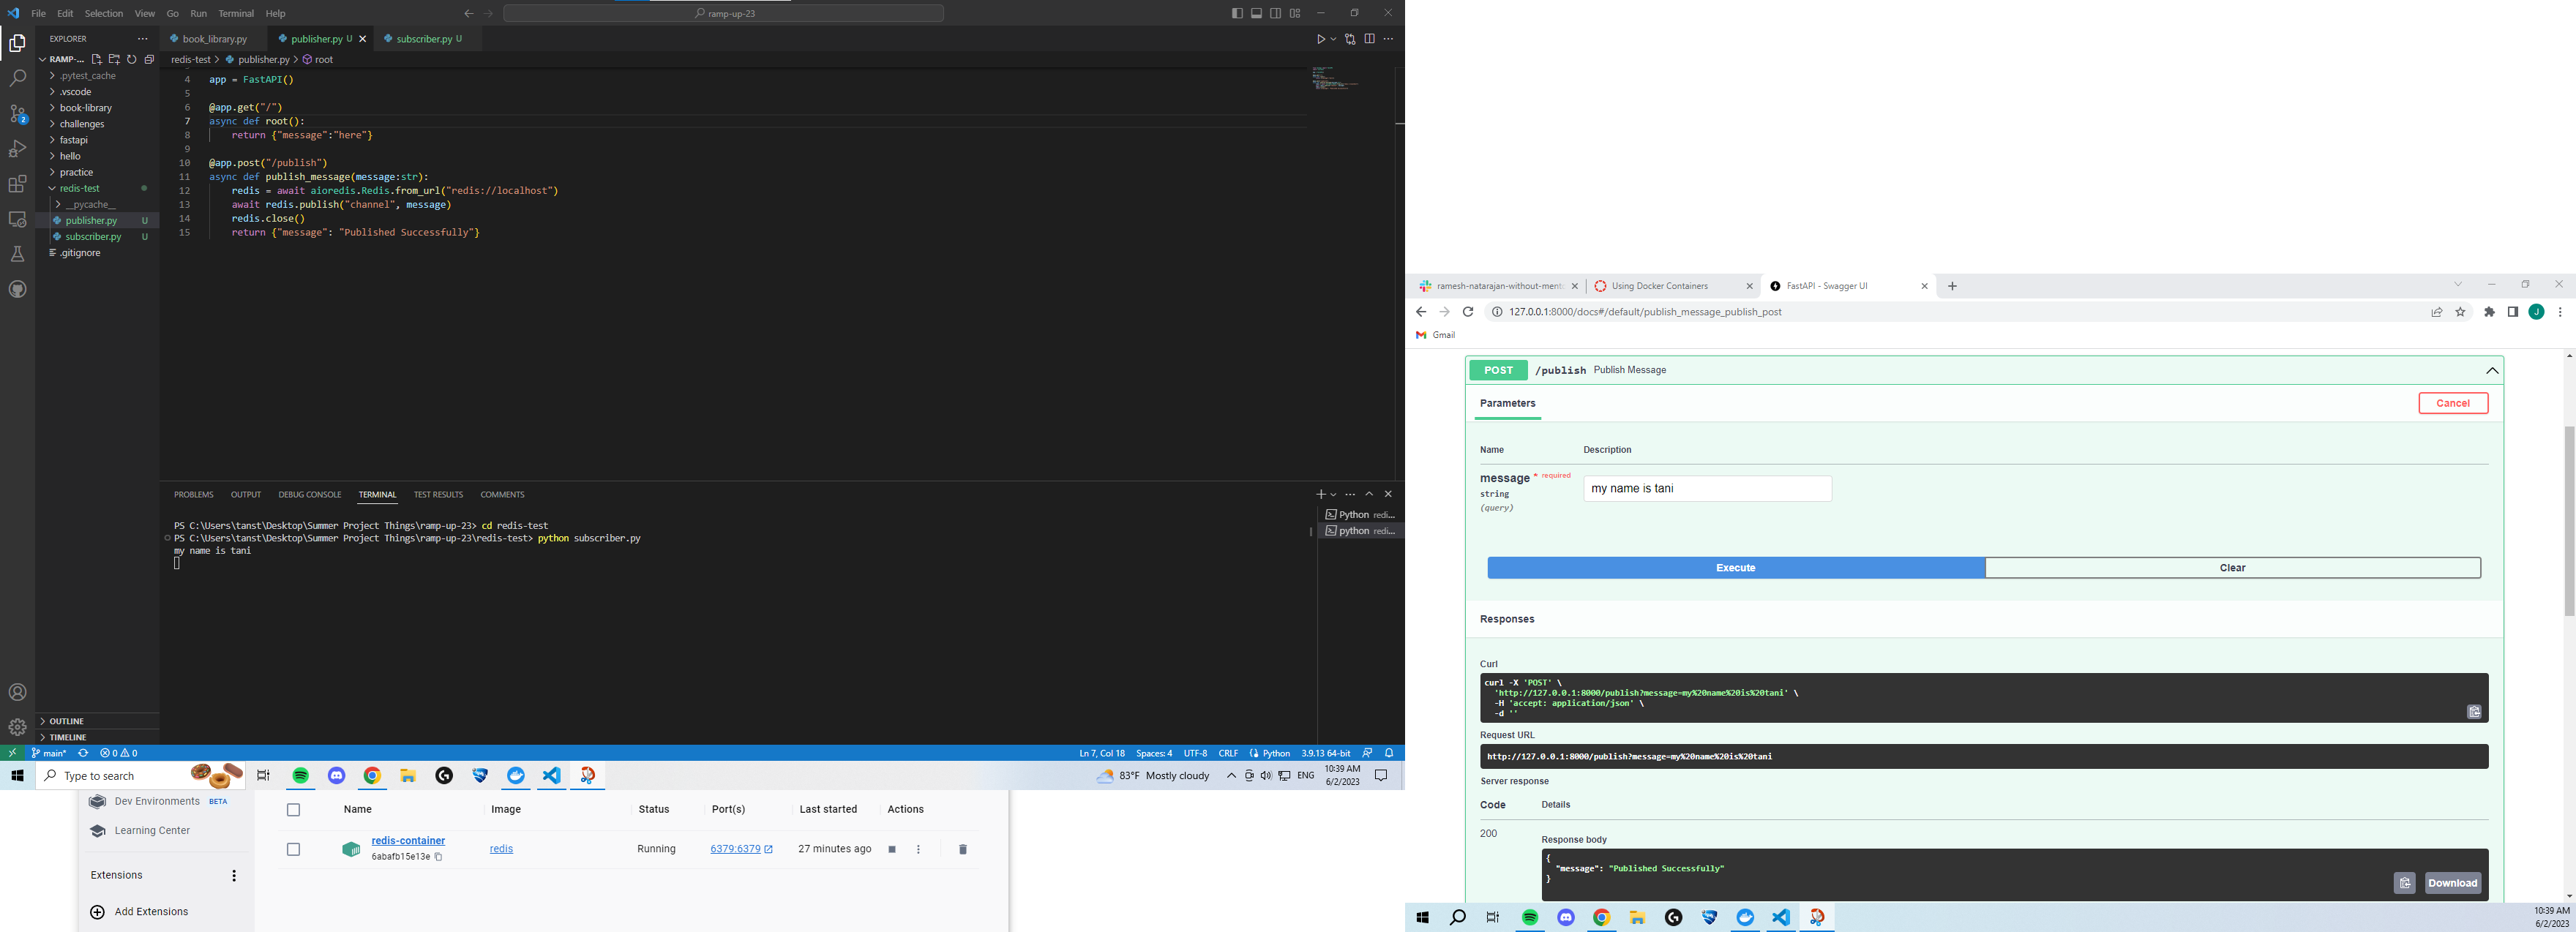 File Edit Selection View Go Run Terminal Help
ramp-up-23
EXPLORER
RAMP-...
.pytest_cache
.vscode
book-library
challenges
fastapi
hello
practice
redis-test
__pycache__
publisher.py U
subscriber.py U
.gitignore
OUTLINE
TIMELINE
book_library.py publisher.py U subscriber.py U
redis-test > publisher.py > root
4 app = FastAPI()
5
6 @app.get("/")
7 async def root():
8 return {"message":"here"}
9
10 @app.post("/publish")
11 async def publish_message(message:str):
12 redis = await aioredis.Redis.from_url("redis://localhost")
13 await redis.publish("channel", message)
14 redis.close()
15 return {"message": "Published Successfully"}
PROBLEMS OUTPUT DEBUG CONSOLE TERMINAL TEST RESULTS COMMENTS
PS C:\Users\tanst\Desktop\Summer Project Things\ramp-up-23> cd redis-test
PS C:\Users\tanst\Desktop\Summer Project Things\ramp-up-23\redis-test> python subscriber.py
my name is tani
Python redi...
python redi...
2
main* 0 0
Ln 7, Col 18 Spaces: 4 UTF-8 CRLF Python 3.9.13 64-bit
Type to search
83°F Mostly cloudy
ENG
10:39 AM
6/2/2023
Dev Environments BETA
Learning Center
Extensions
Add Extensions
Name Image Status Port(s) Last started Actions
redis-container
6abafb15e13e
redis Running 6379:6379 27 minutes ago
ramesh-natarajan-without-ment Using Docker Containers FastAPI - Swagger UI
127.0.0.1:8000/docs#/default/publish_message_publish_post
J
Gmail
POST /publish Publish Message
Parameters
Cancel
Name Description
message * required
string
(query)
my name is tani
Execute Clear
Responses
Curl
curl -X 'POST' \
'http://127.0.0.1:8000/publish?message=my%20name%20is%20tani' \
-H 'accept: application/json' \
-d ''
Request URL
http://127.0.0.1:8000/publish?message=my%20name%20is%20tani
Server response
Code Details
200
Response body
{
"message": "Published Successfully"
}
Download
10:39 AM
6/2/2023